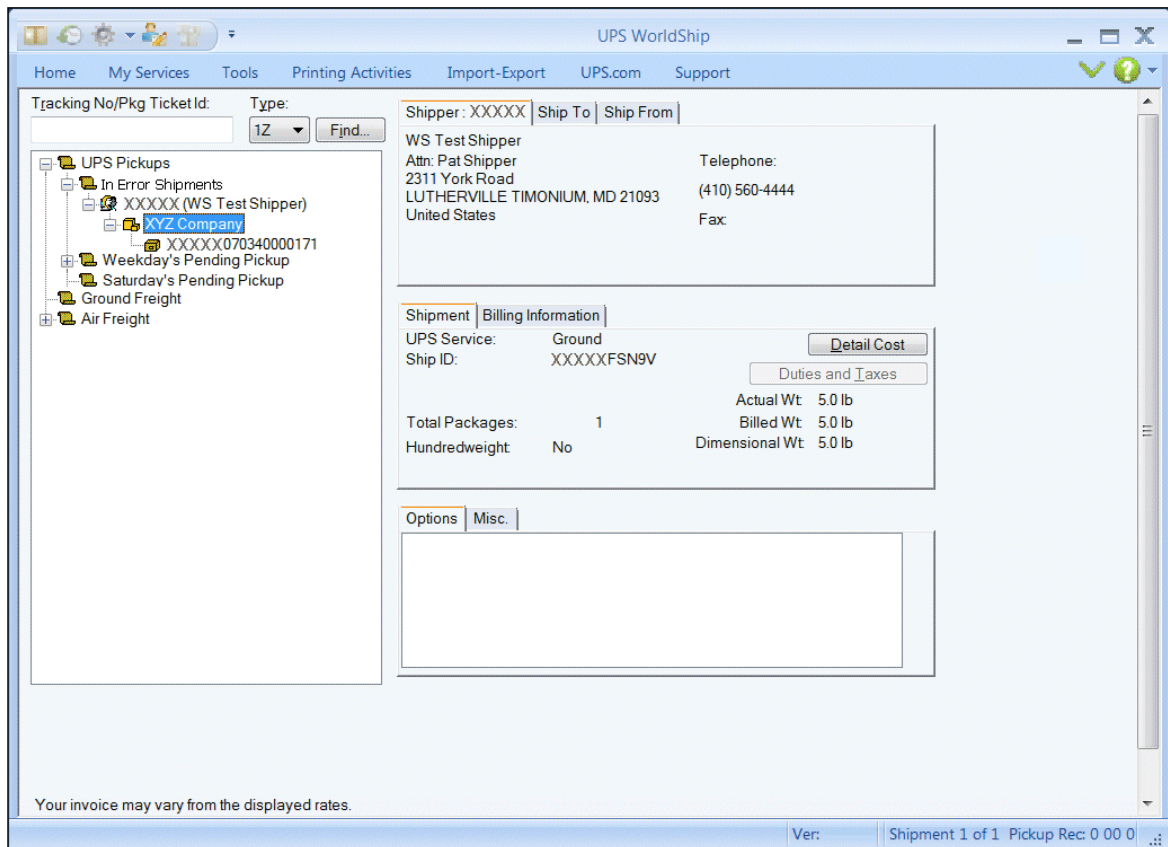 UPS WorldShip
Home My Services Tools Printing Activities Import-Export UPS.com Support
Tracking No/Pkg Ticket Id: Type:
1Z Find...
UPS Pickups
In Error Shipments
XXXXX (WS Test Shipper)
XYZ Company
XXXXX070340000171
Weekday's Pending Pickup
Saturday's Pending Pickup
Ground Freight
Air Freight
Shipper: XXXXX Ship To Ship From
WS Test Shipper
Attn: Pat Shipper
2311 York Road
LUTHERVILLE TIMONIUM, MD 21093
United States
Telephone:
(410) 560-4444
Fax:
Shipment Billing Information
UPS Service: Ground
Detail Cost
Ship ID: XXXXXFSN9V
Duties and Taxes
Actual Wt: 5.0 lb
Total Packages: 1 Billed Wt: 5.0 lb
Hundredweight: No Dimensional Wt: 5.0 lb
Options Misc.
Your invoice may vary from the displayed rates.
Ver: Shipment 1 of 1 Pickup Rec: 0 00 0